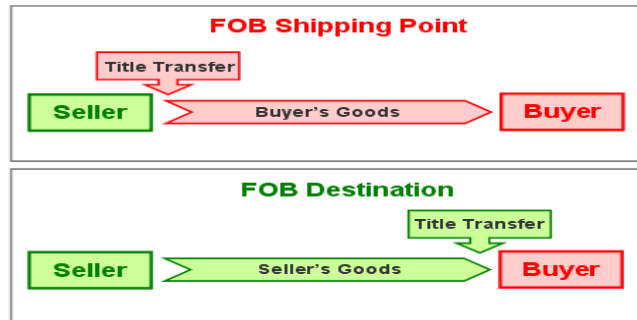 FOB Shipping Point
Title Transfer
Seller
Buyer's Goods
Buyer
FOB Destination
Title Transfer
Seller
Seller's Goods
Buyer